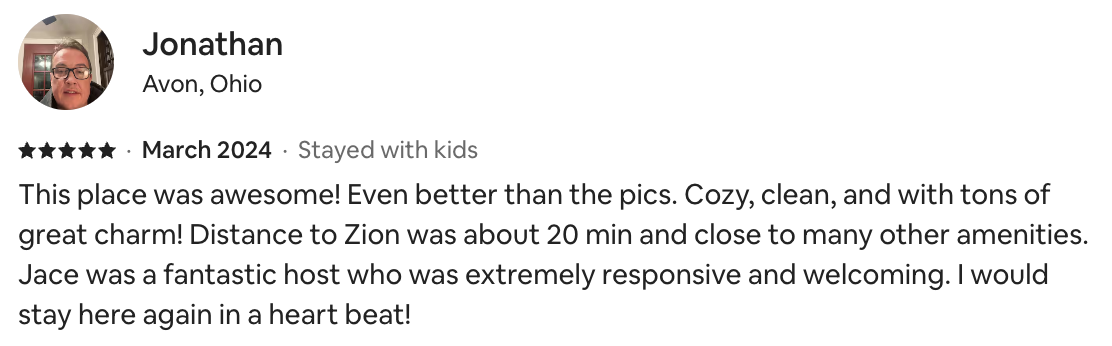 Jonathan
Avon, Ohio
★★★★★ · March 2024 · Stayed with kids
This place was awesome! Even better than the pics. Cozy, clean, and with tons of
great charm! Distance to Zion was about 20 min and close to many other amenities.
Jace was a fantastic host who was extremely responsive and welcoming. I would
stay here again in a heart beat!